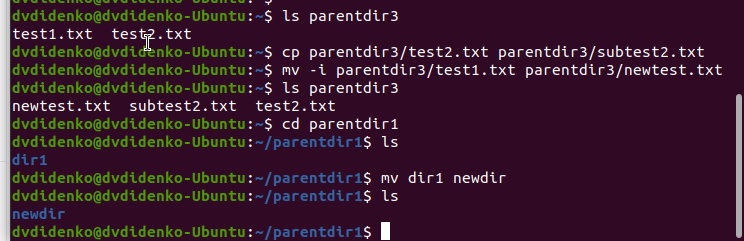 dvdidenko@dvdidenko-Ubuntu:~$ ls parentdir3
test1.txt  test2.txt
dvdidenko@dvdidenko-Ubuntu:~$ cp parentdir3/test2.txt parentdir3/subtest2.txt
dvdidenko@dvdidenko-Ubuntu:~$ mv -i parentdir3/test1.txt parentdir3/newtest.txt
dvdidenko@dvdidenko-Ubuntu:~$ ls parentdir3
newtest.txt  subtest2.txt  test2.txt
dvdidenko@dvdidenko-Ubuntu:~$ cd parentdir1
dvdidenko@dvdidenko-Ubuntu:~/parentdir1$ ls
dir1
dvdidenko@dvdidenko-Ubuntu:~/parentdir1$ mv dir1 newdir
dvdidenko@dvdidenko-Ubuntu:~/parentdir1$ ls
newdir
dvdidenko@dvdidenko-Ubuntu:~/parentdir1$